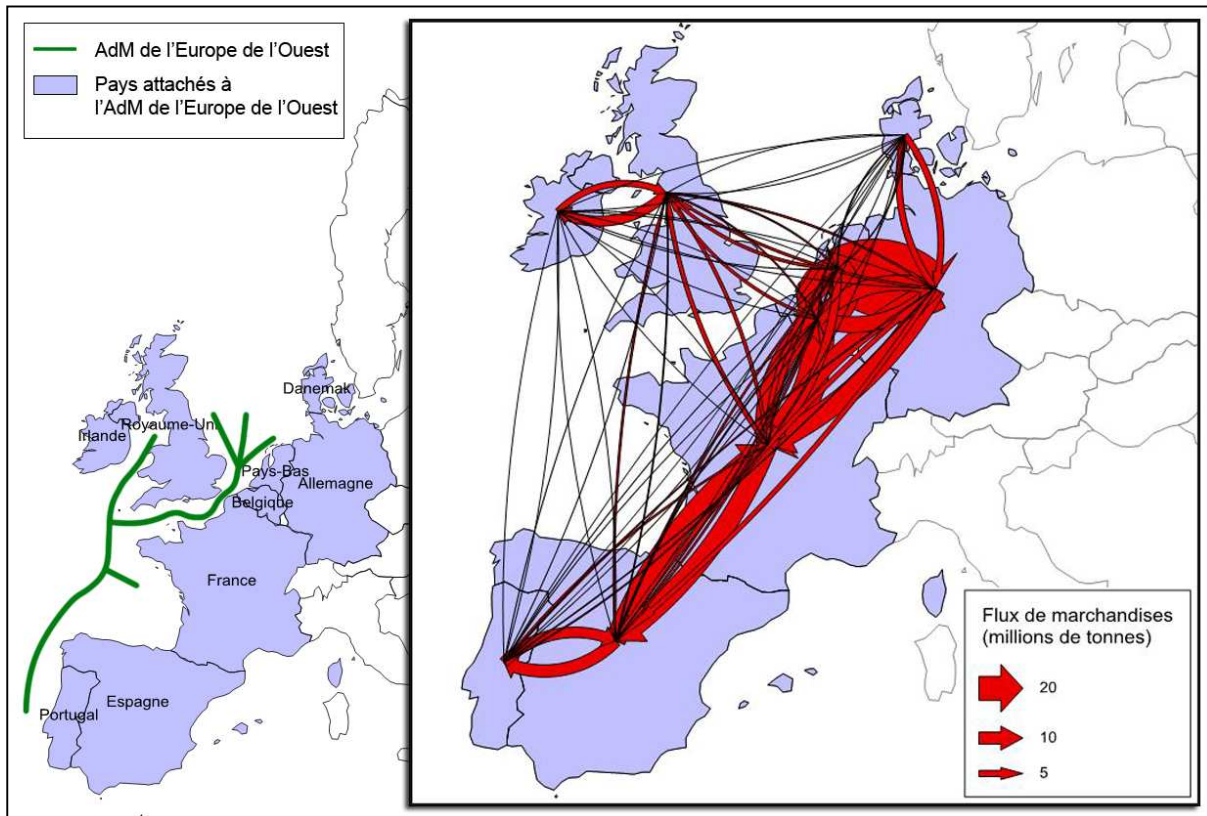 AdM de l'Europe de l'Ouest
Pays attachés à
l'AdM de l'Europe de l'Ouest
Danemak
Royaume-Uni
Irlande
Pays-Bas
Allemagne
Belgique
France
Espagne
Portugal
Flux de marchandises
(millions de tonnes)
20
10
5